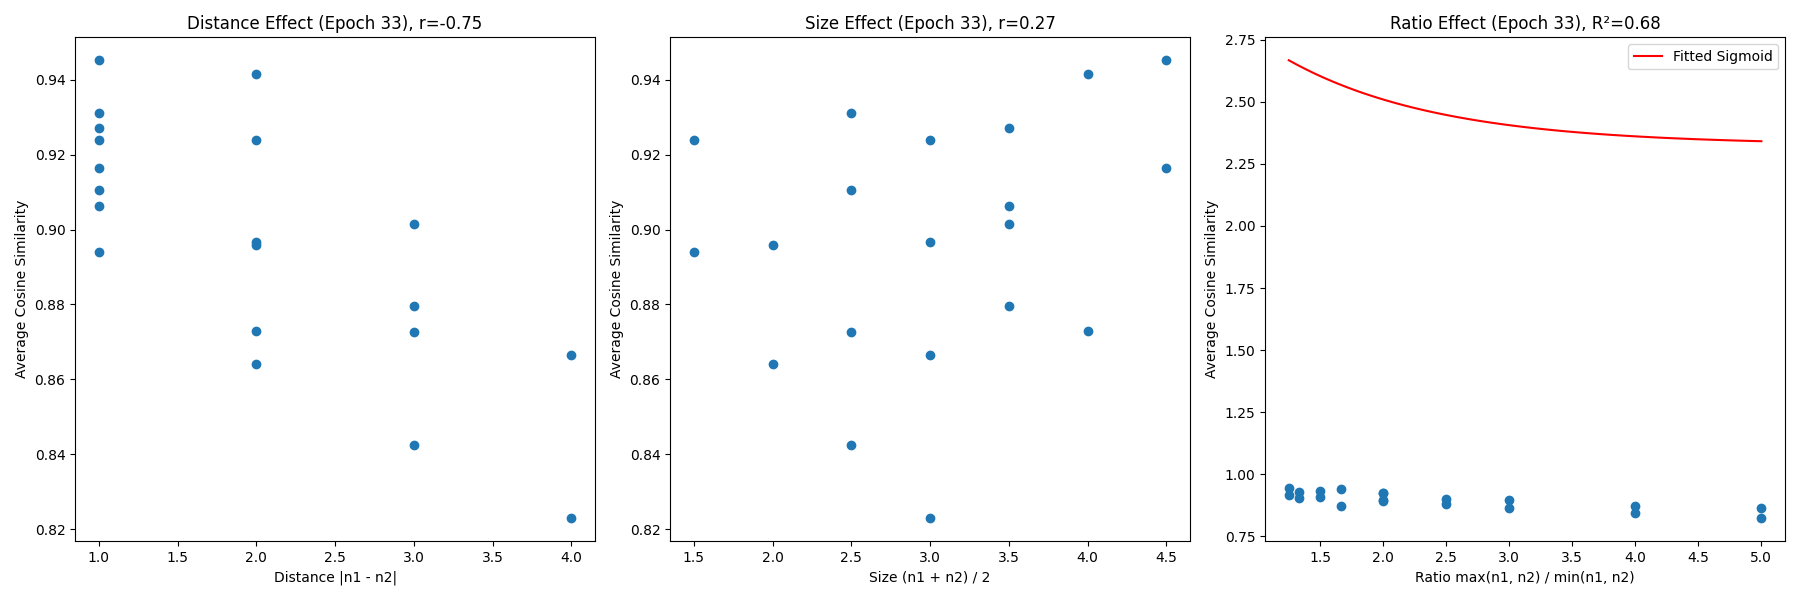 Distance Effect (Epoch 33), r=-0.75
Average Cosine Similarity
0.94
0.92
0.90
0.88
0.86
0.84
0.82
1.0 1.5 2.0 2.5 3.0 3.5 4.0
Distance |n1 - n2|
Size Effect (Epoch 33), r=0.27
Average Cosine Similarity
0.94
0.92
0.90
0.88
0.86
0.84
0.82
1.5 2.0 2.5 3.0 3.5 4.0 4.5
Size (n1 + n2) / 2
Ratio Effect (Epoch 33), R²=0.68
Fitted Sigmoid
Average Cosine Similarity
2.75
2.50
2.25
2.00
1.75
1.50
1.25
1.00
0.75
1.5 2.0 2.5 3.0 3.5 4.0 4.5 5.0
Ratio max(n1, n2) / min(n1, n2)